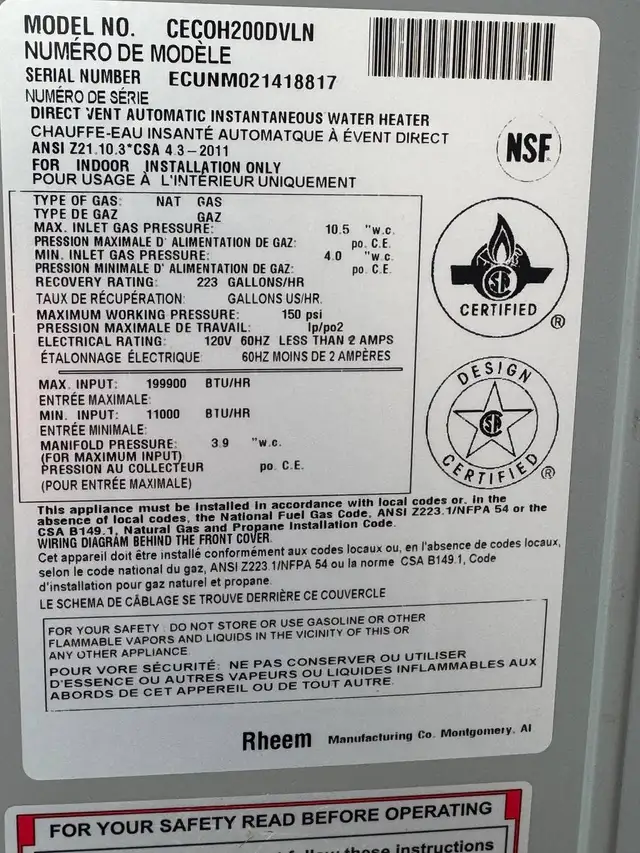 MODEL NO. CECOH200DVLN
NUMÉRO DE MODÈLE
SERIAL NUMBER ECUNM021418817
NUMÉRO DE SÉRIE
DIRECT VENT AUTOMATIC INSTANTANEOUS WATER HEATER
CHAUFFE-EAU INSANTÉ AUTOMATQUE À ÉVENT DIRECT
ANSI Z21.10.3*CSA 4.3-2011
FOR INDOOR INSTALLATION ONLY
POUR USAGE À L'INTÉRIEUR UNIQUEMENT
NSF
TYPE OF GAS: NAT GAS
TYPE DE GAZ GAZ
MAX. INLET GAS PRESSURE: 10.5 "w.c.
PRESSION MAXIMALE D' ALIMENTATION DE GAZ: po. C.E.
MIN. INLET GAS PRESSURE: 4.0 "w.c.
PRESSION MINIMALE D' ALIMENTATION DE GAZ: po. C.E.
RECOVERY RATING: 223 GALLONS/HR
TAUX DE RÉCUPÉRATION: GALLONS US/HR.
MAXIMUM WORKING PRESSURE: 150 psi
PRESSION MAXIMALE DE TRAVAIL: lp/po2
ELECTRICAL RATING: 120V 60HZ LESS THAN 2 AMPS
ÉTALONNAGE ÉLECTRIQUE 60HZ MOINS DE 2 AMPÈRES
MAX. INPUT: 199900 BTU/HR
ENTRÉE MAXIMALE:
MIN. INPUT: 11000 BTU/HR
ENTRÉE MINIMALE:
MANIFOLD PRESSURE: 3.9 "w.c.
(FOR MAXIMUM INPUT)
PRESSION AU COLLECTEUR po. C.E.
(POUR ENTRÉE MAXIMALE)
CERTIFIED ®
DESIGN
CERTIFIED ®
This appliance must be installed in accordance with local codes or, in the
absence of local codes, the National Fuel Gas Code, ANSI Z223.1/NFPA 54 or the
CSA B149.1, Natural Gas and Propane Installation Code.
WIRING DIAGRAM BEHIND THE FRONT COVER.
Cet appareil doit être installé conformément aux codes locaux ou, en l'absence de codes locaux,
selon le code national du gaz, ANSI Z223.1/NFPA 54 ou la norme CSA B149.1, Code
d'installation pour gaz naturel et propane.
LE SCHEMA DE CÂBLAGE SE TROUVE DERRIÈRE CE COUVERCLE
FOR YOUR SAFETY : DO NOT STORE OR USE GASOLINE OR OTHER
FLAMMABLE VAPORS AND LIQUIDS IN THE VICINITY OF THIS OR
ANY OTHER APPLIANCE.
POUR VORE SÉCURITÉ: NE PAS CONSERVER OU UTILISER
D'ESSENCE OU AUTRES VAPEURS OU LIQUIDES INFLAMMABLES AUX
ABORDS DE CET APPAREIL OU DE TOUT AUTRE.
Rheem Manufacturing Co. Montgomery, Al
FOR YOUR SAFETY READ BEFORE OPERATING
these instructions